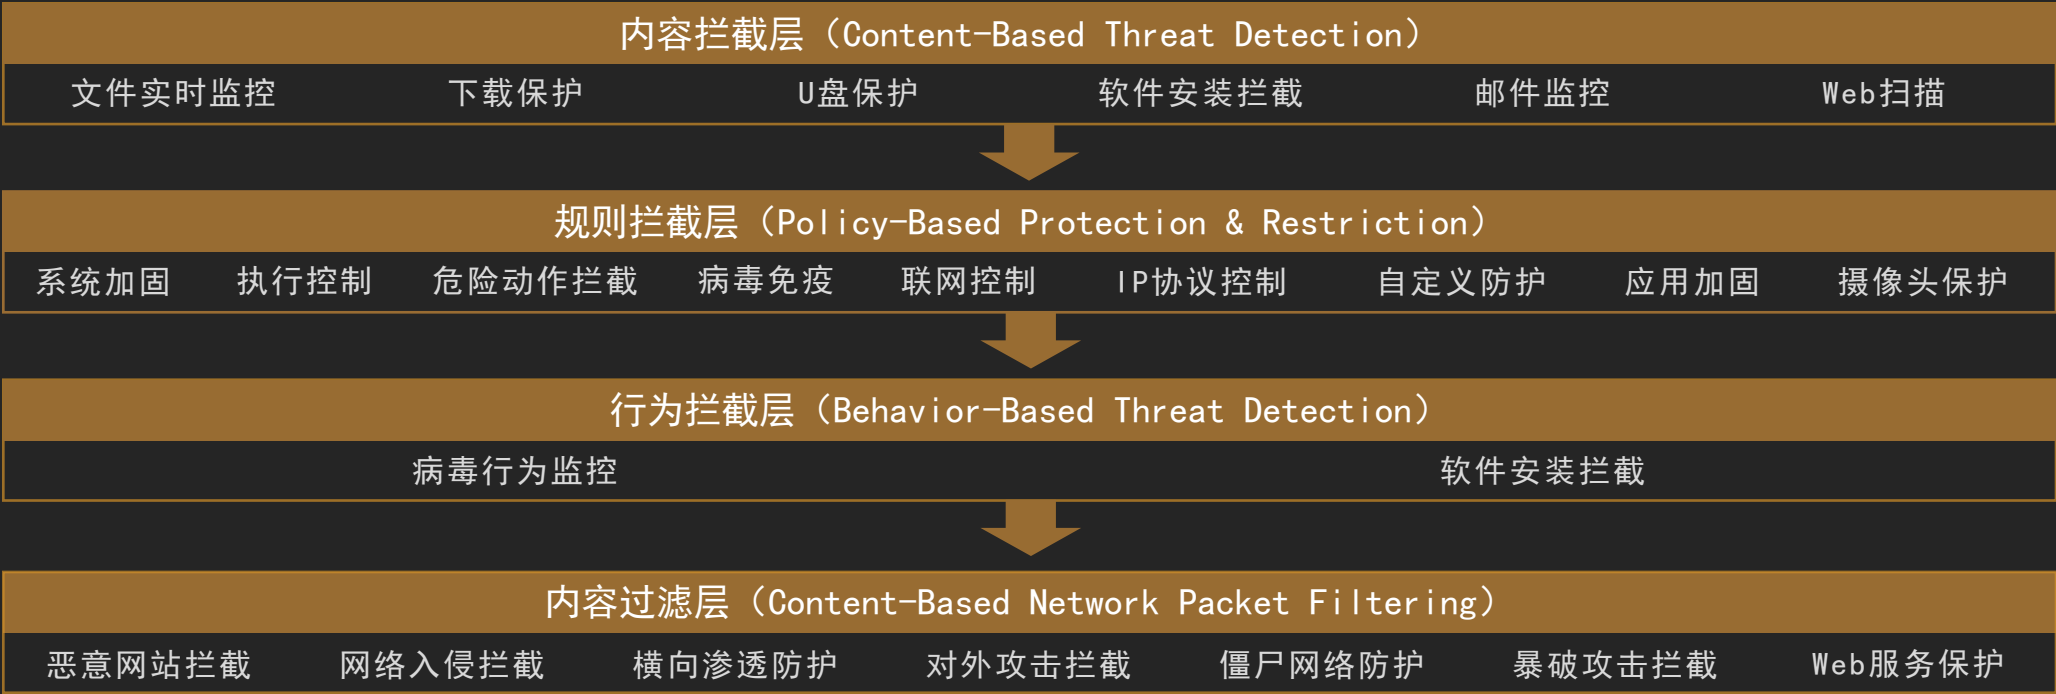 内容拦截层（Content-Based Threat Detection）
文件实时监控 下载保护 U盘保护 软件安装拦截 邮件监控 Web扫描
规则拦截层（Policy-Based Protection & Restriction）
系统加固 执行控制 危险动作拦截 病毒免疫 联网控制 IP协议控制 自定义防护 应用加固 摄像头保护
行为拦截层（Behavior-Based Threat Detection）
病毒行为监控 软件安装拦截
内容过滤层（Content-Based Network Packet Filtering）
恶意网站拦截 网络入侵拦截 横向渗透防护 对外攻击拦截 僵尸网络防护 暴破攻击拦截 Web服务保护